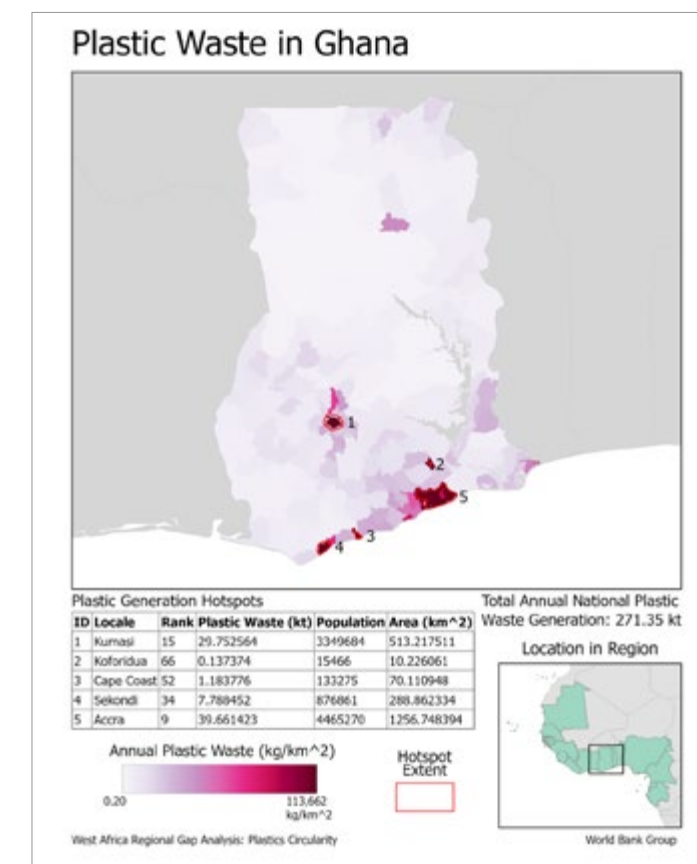 Plastic Waste in Ghana
1
2
5
3
4
Plastic Generation Hotspots
ID Locale Rank Plastic Waste (kt) Population Area (km^2)
1 Kumasi 15 29.752564 3349684 513.217511
2 Koforidua 66 0.137374 15466 10.226061
3 Cape Coast 52 1.183776 133275 70.110948
4 Sekondi 34 7.788452 876861 288.862334
5 Accra 9 39.661423 4465270 1256.748394
Total Annual National Plastic
Waste Generation: 271.35 kt
Location in Region
Annual Plastic Waste (kg/km^2)
0.20
113,662
kg/km^2
Hotspot
Extent
West Africa Regional Gap Analysis: Plastics Circularity
World Bank Group